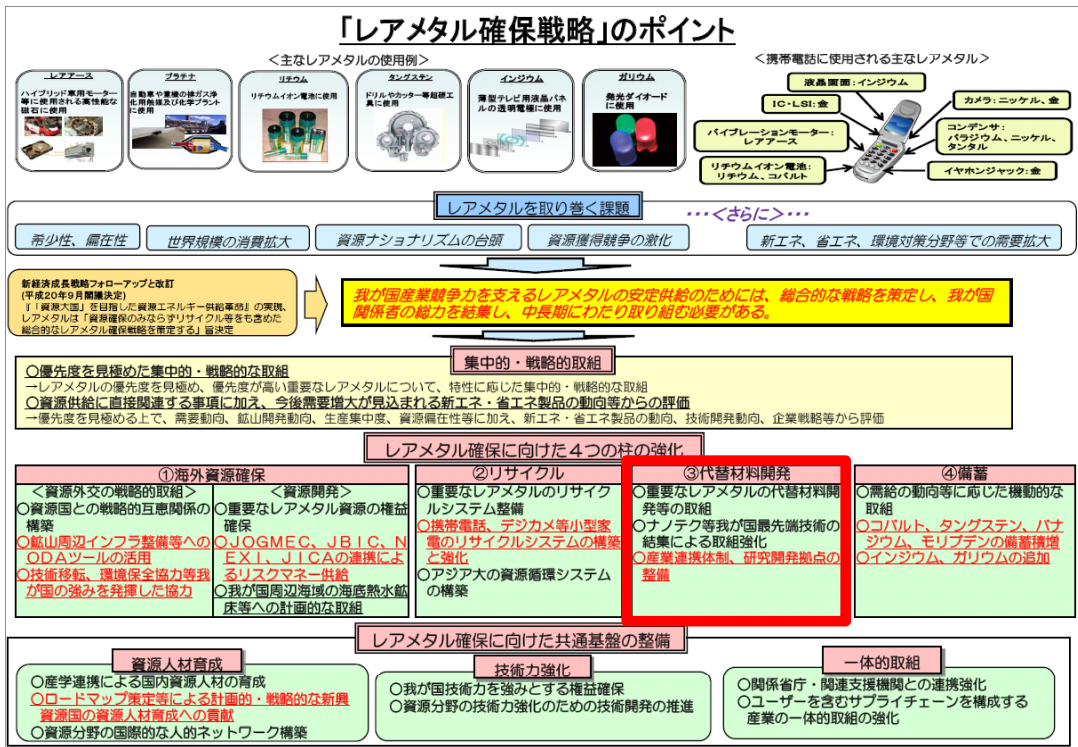 「レアメタル確保戦略」のポイント
＜主なレアメタルの使用例＞
レアアース
ハイブリッド専用モーター
等に使用される高性能な
磁石に使用
プラチナ
自動車や重機の排ガス浄
化用触媒及び化学プラント
に使用
リチウム
リチウムイオン電池に使用
タングステン
ドリルやカッター等超硬工
具に使用
インジウム
薄型テレビ用液晶パネ
ルの透明電極に使用
ガリウム
発光ダイオード
に使用
＜携帯電話に使用される主なレアメタル＞
液晶画面：インジウム
IC・LSI：金
カメラ：ニッケル、金
バイブレーションモーター：
レアアース
コンデンサ：
パラジウム、ニッケル、
タンタル
リチウムイオン電池：
リチウム、コバルト
イヤホンジャック：金
レアメタルを取り巻く課題
・・・＜さらに＞・・・
希少性、偏在性
世界規模の消費拡大
資源ナショナリズムの台頭
資源獲得競争の激化
新エネ、省エネ、環境対策分野等での需要拡大
新経済成長戦略フォローアップと改訂
(平成20年9月閣議決定)
『「資源大国」を目指した資源エネルギー供給革命』の実現、
レアメタルは「資源確保のみならずリサイクル等をも含めた
総合的なレアメタル確保戦略を策定する」旨決定
我が国産業競争力を支えるレアメタルの安定供給のためには、総合的な戦略を策定し、我が国
関係者の総力を結集し、中長期にわたり取り組む必要がある。
集中的・戦略的取組
○優先度を見極めた集中的・戦略的な取組
→レアメタルの優先度を見極め、優先度が高い重要なレアメタルについて、特性に応じた集中的・戦略的な取組
○資源供給に直接関連する事項に加え、今後需要増大が見込まれる新エネ・省エネ製品の動向等からの評価
→優先度を見極める上で、需要動向、鉱山開発動向、生産集中度、資源偏在性等に加え、新エネ・省エネ製品の動向、技術開発動向、企業戦略等から評価
レアメタル確保に向けた４つの柱の強化
①海外資源確保
＜資源外交の戦略的取組＞
○資源国との戦略的互恵関係の
構築
○鉱山周辺インフラ整備等への
ＯＤＡツールの活用
○技術移転、環境保全協力等我
が国の強みを発揮した協力
＜資源開発＞
○重要なレアメタル資源の権益
確保
○ＪＯＧＭＥＣ、ＪＢＩＣ、Ｎ
ＥＸＩ、ＪＩＣＡの連携によ
るリスクマネー供給
○我が国周辺海域の海底熱水鉱
床等への計画的な取組
②リサイクル
○重要なレアメタルのリサイク
ルシステム整備
○携帯電話、デジカメ等小型家
電のリサイクルシステムの構築
と強化
○アジア大の資源循環システム
の構築
③代替材料開発
○重要なレアメタルの代替材料開
発等の取組
○ナノテク等我が国最先端技術の
結集による取組強化
○産業連携体制、研究開発拠点の
整備
④備蓄
○需給の動向等に応じた機動的な
取組
○コバルト、タングステン、バナ
ジウム、モリブデンの備蓄積増
○インジウム、ガリウムの追加
レアメタル確保に向けた共通基盤の整備
資源人材育成
○産学連携による国内資源人材の育成
○ロードマップ策定等による計画的・戦略的な新興
資源国の資源人材育成への貢献
○資源分野の国際的な人的ネットワーク構築
技術力強化
○我が国技術力を強みとする権益確保
○資源分野の技術力強化のための技術開発の推進
一体的取組
○関係省庁・関連支援機関との連携強化
○ユーザーを含むサプライチェーンを構成する
産業の一体的取組の強化